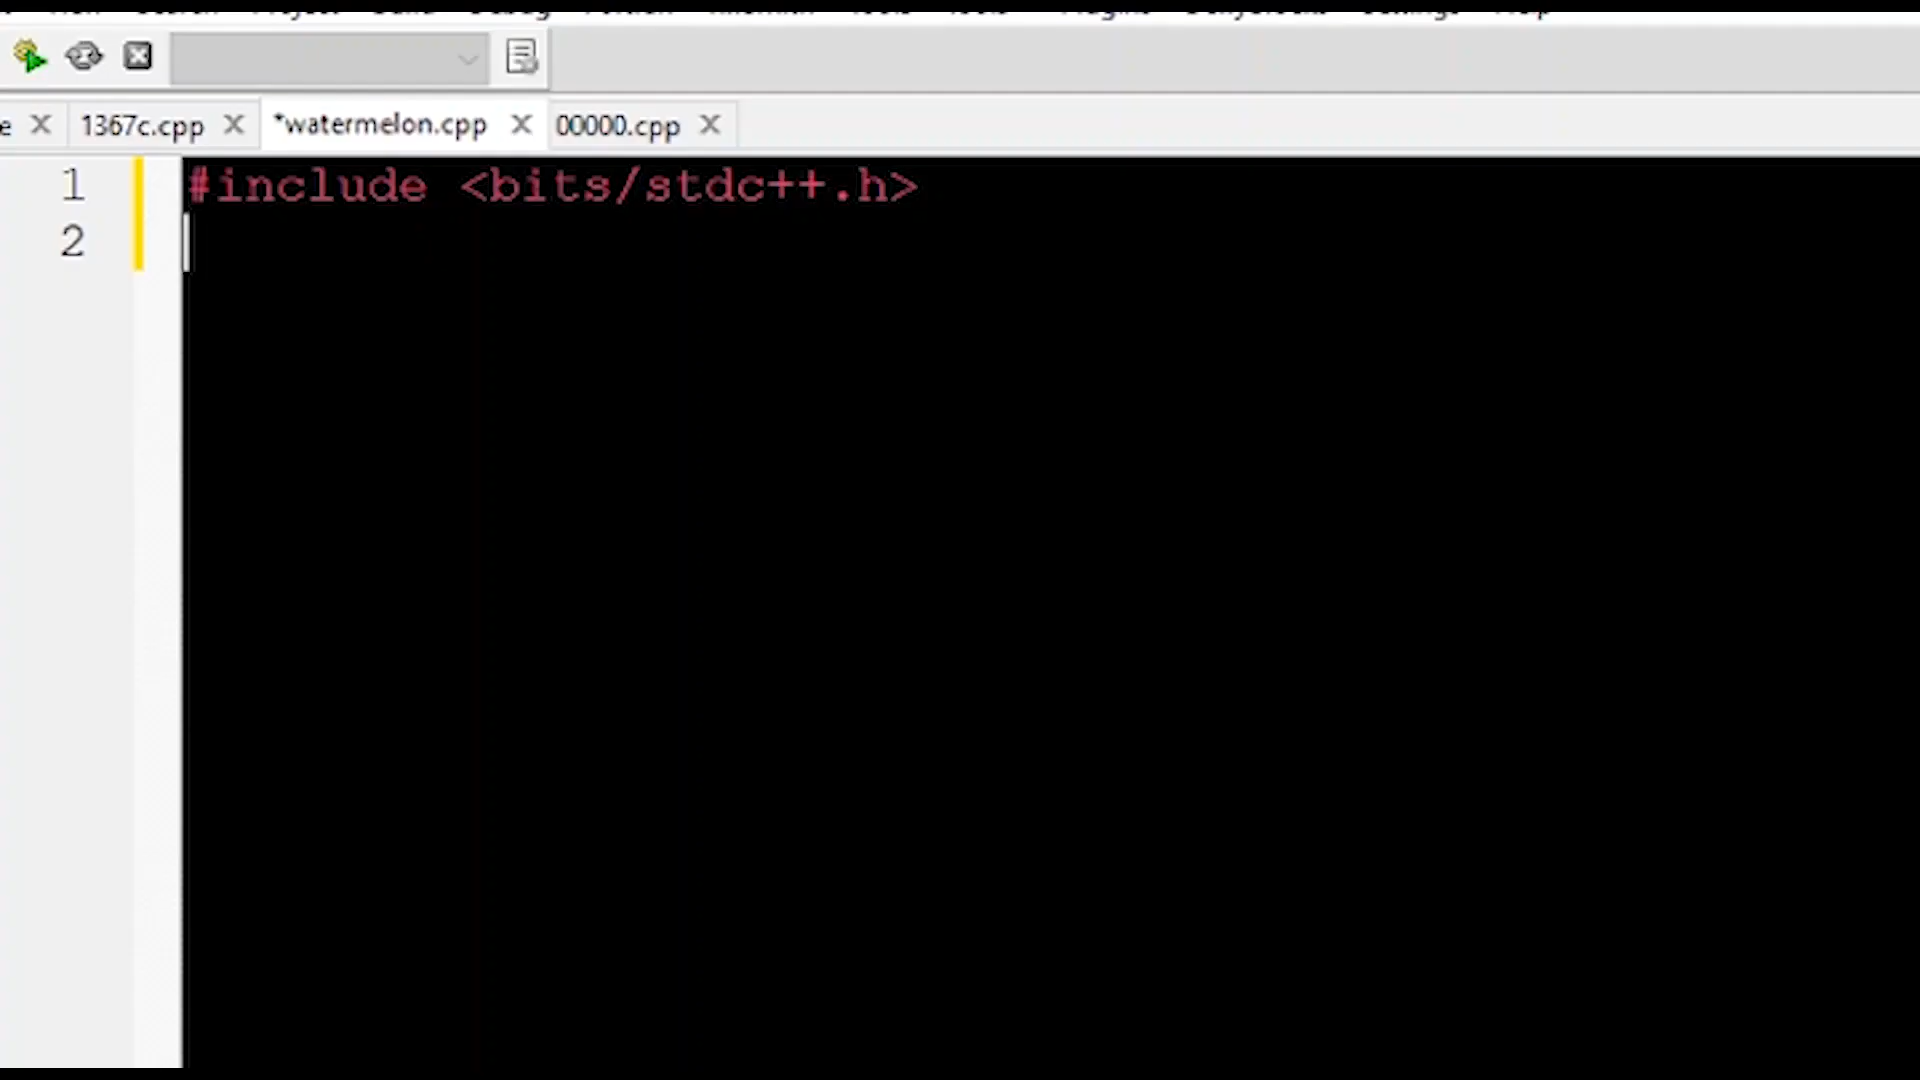 e 1367c.cpp *watermelon.cpp 00000.cpp
1 #include <bits/stdc++.h>
2